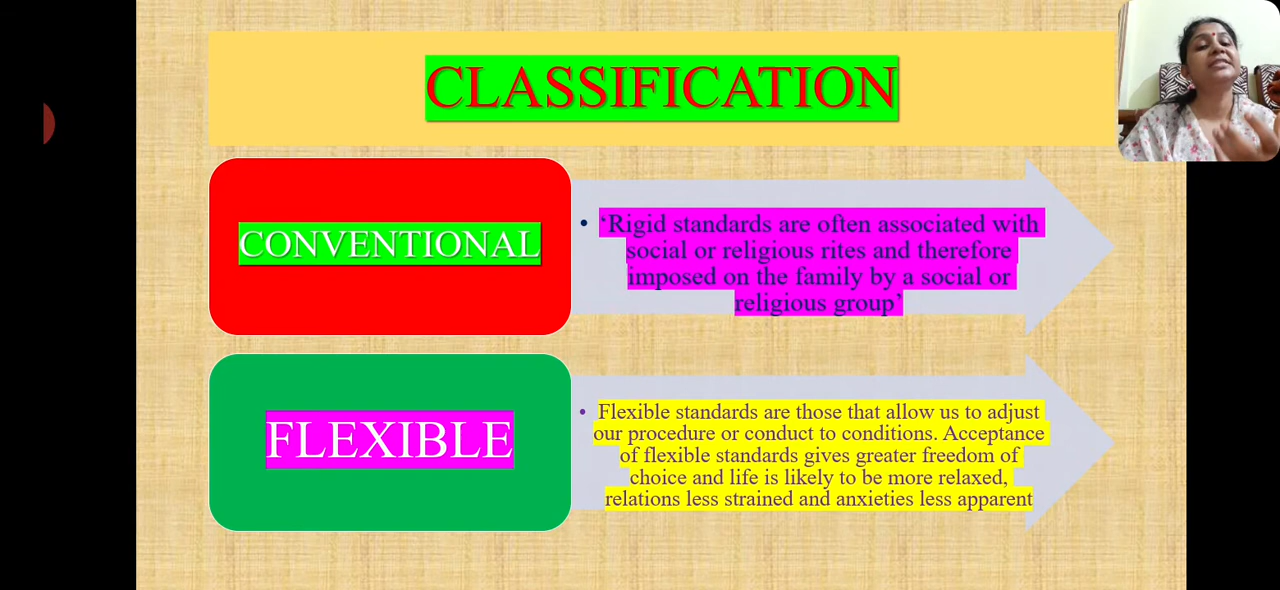 CLASSIFICATION
CONVENTIONAL
• ‘Rigid standards are often associated with
social or religious rites and therefore
imposed on the family by a social or
religious group’
FLEXIBLE
• Flexible standards are those that allow us to adjust
our procedure or conduct to conditions. Acceptance
of flexible standards gives greater freedom of
choice and life is likely to be more relaxed,
relations less strained and anxieties less apparent